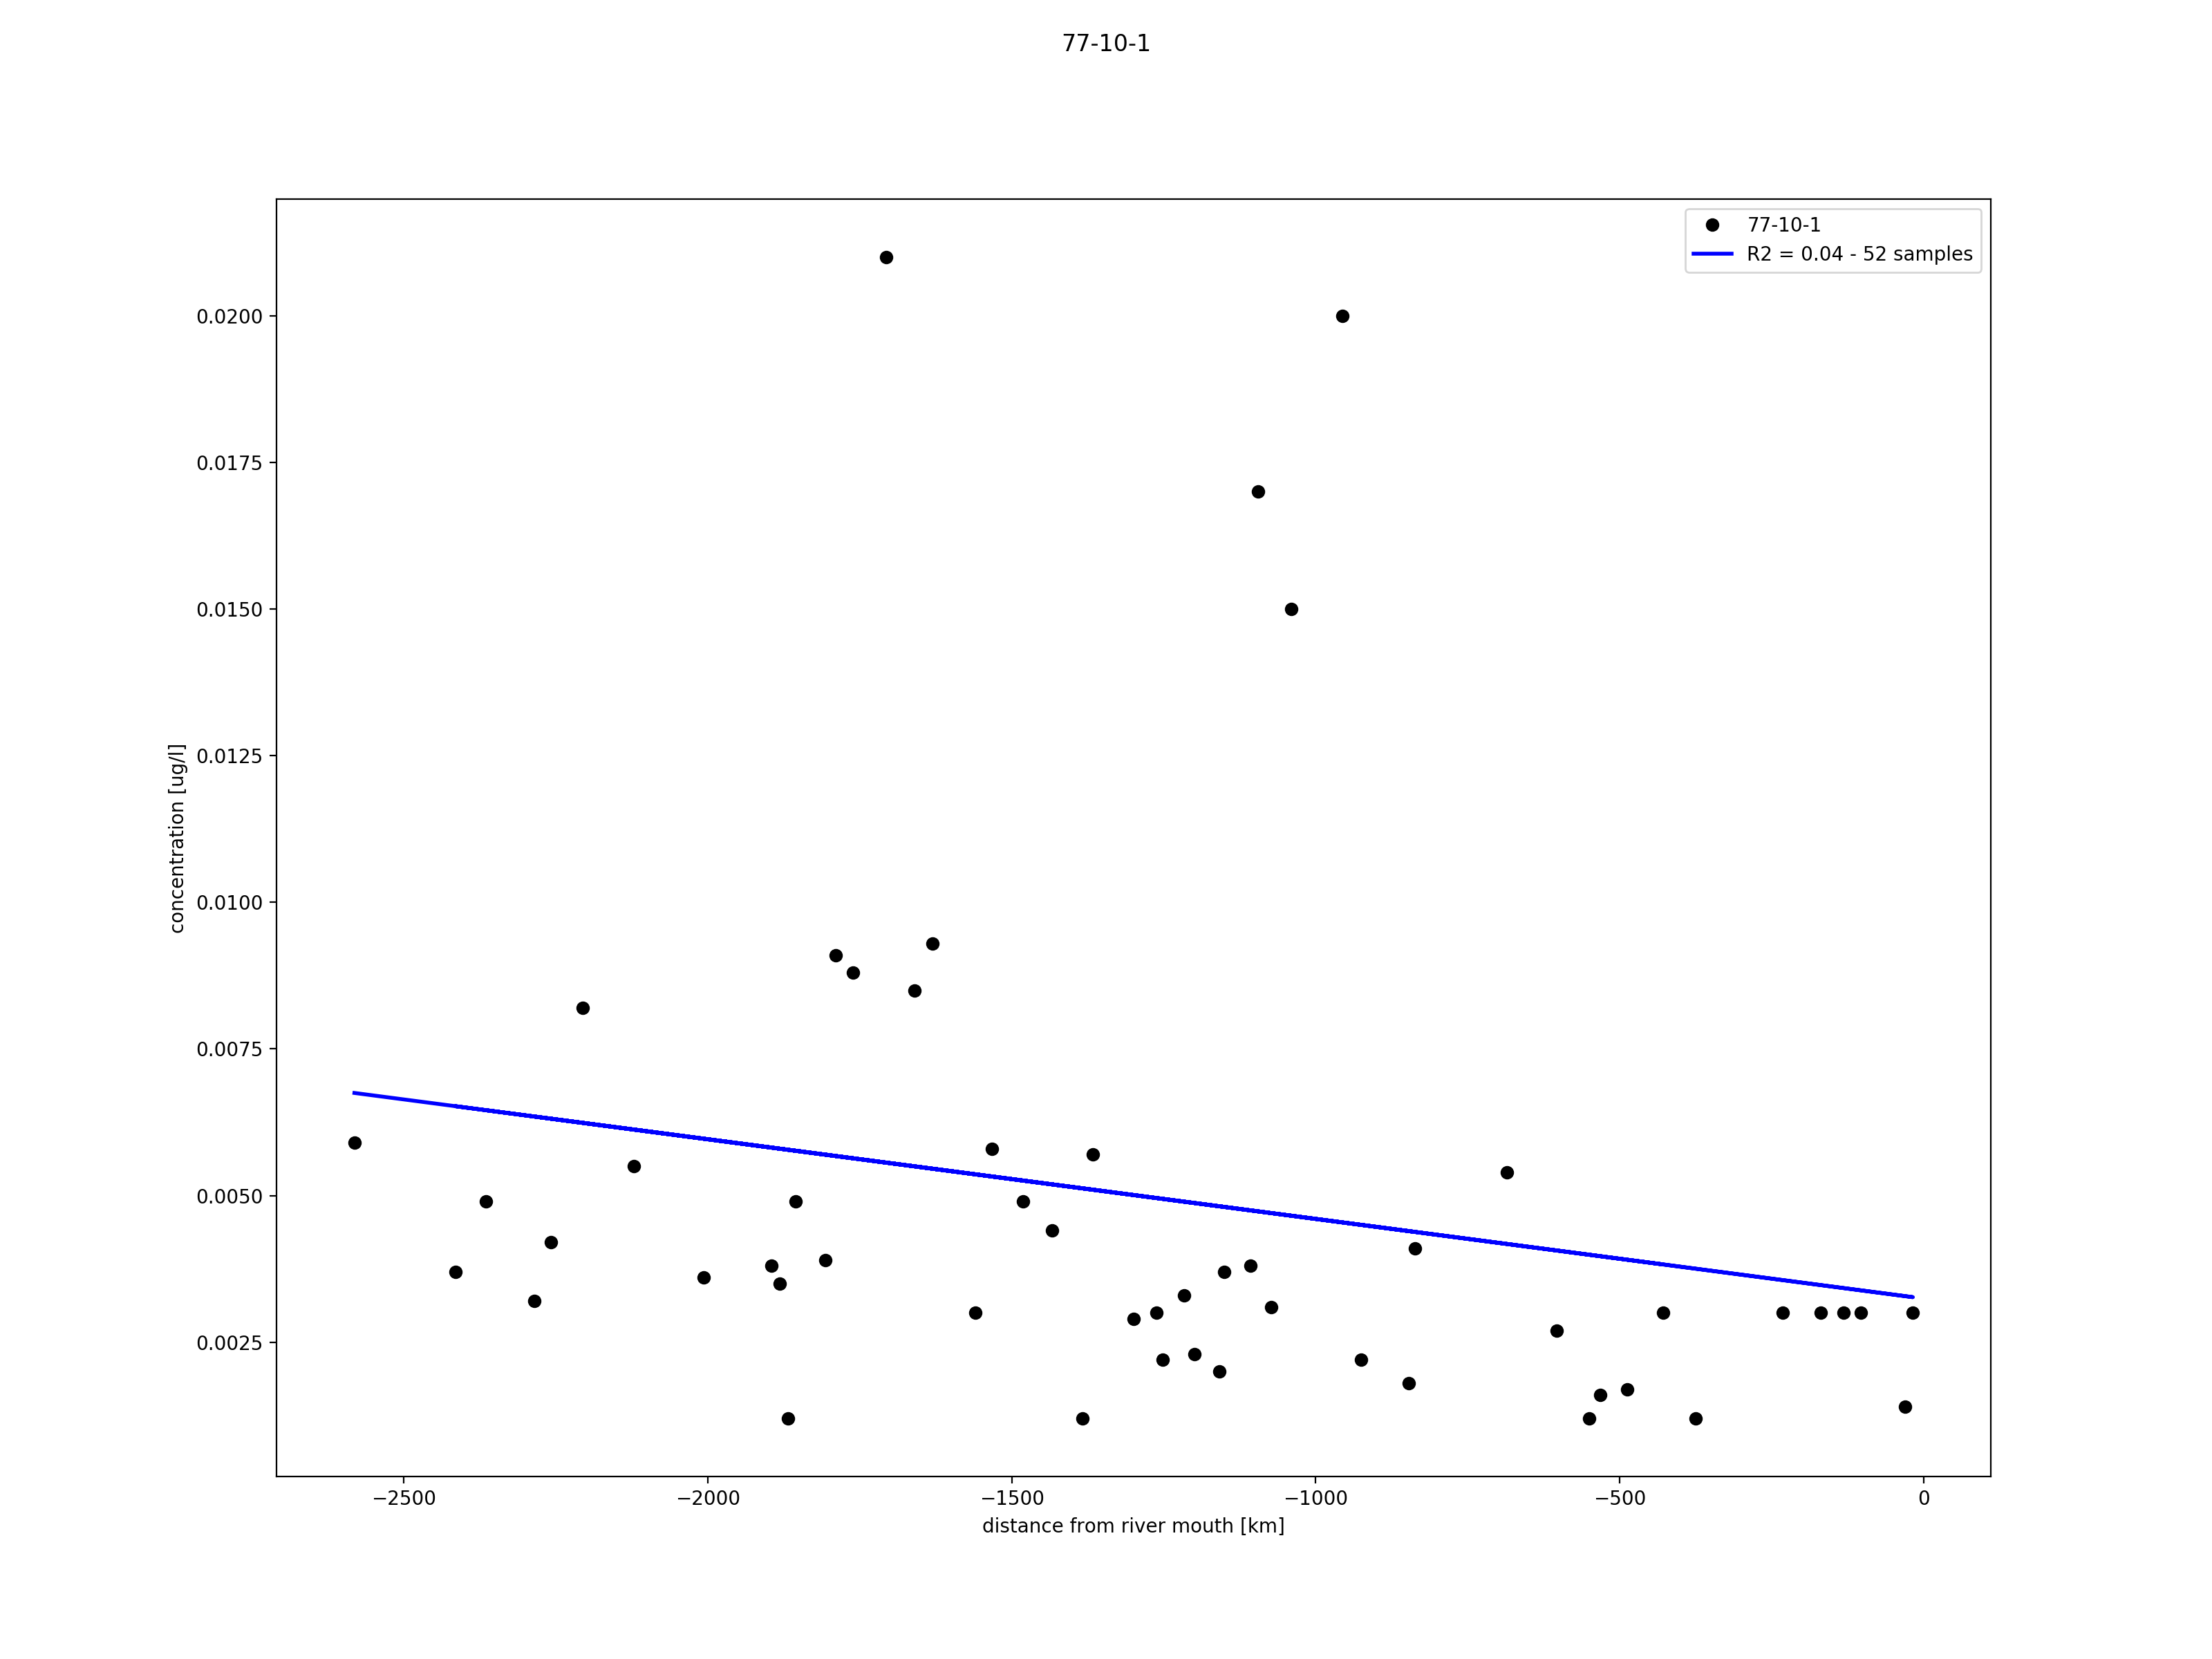 77-10-1
77-10-1
R2 = 0.04 - 52 samples
0.0200
0.0175
0.0150
0.0125
0.0100
0.0075
0.0050
0.0025
concentration [ug/l]
−2500 −2000 −1500 −1000 −500 0
distance from river mouth [km]